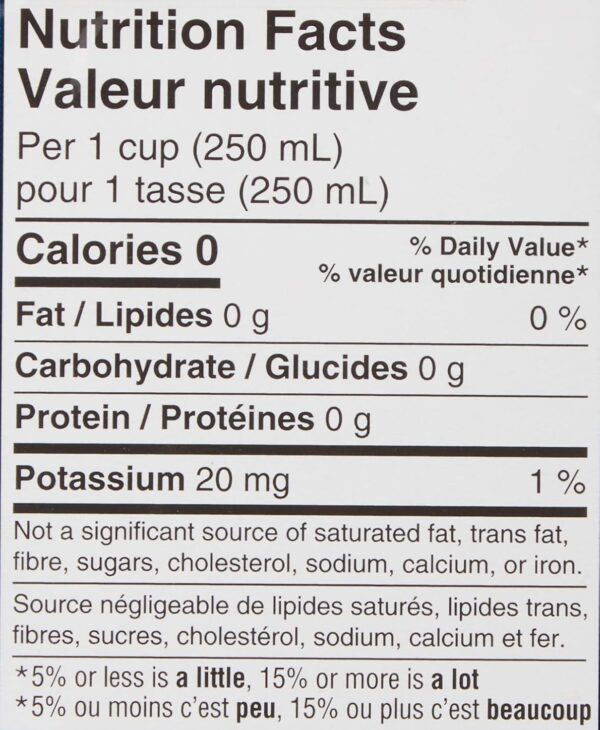 Nutrition Facts
Valeur nutritive
Per 1 cup (250 mL)
pour 1 tasse (250 mL)
Calories 0
% Daily Value*
% valeur quotidienne*
Fat / Lipides 0 g 0 %
Carbohydrate / Glucides 0 g
Protein / Protéines 0 g
Potassium 20 mg 1 %
Not a significant source of saturated fat, trans fat,
fibre, sugars, cholesterol, sodium, calcium, or iron.
Source négligeable de lipides saturés, lipides trans,
fibres, sucres, cholestérol, sodium, calcium et fer.
*5% or less is a little, 15% or more is a lot
*5% ou moins c'est peu, 15% ou plus c'est beaucoup